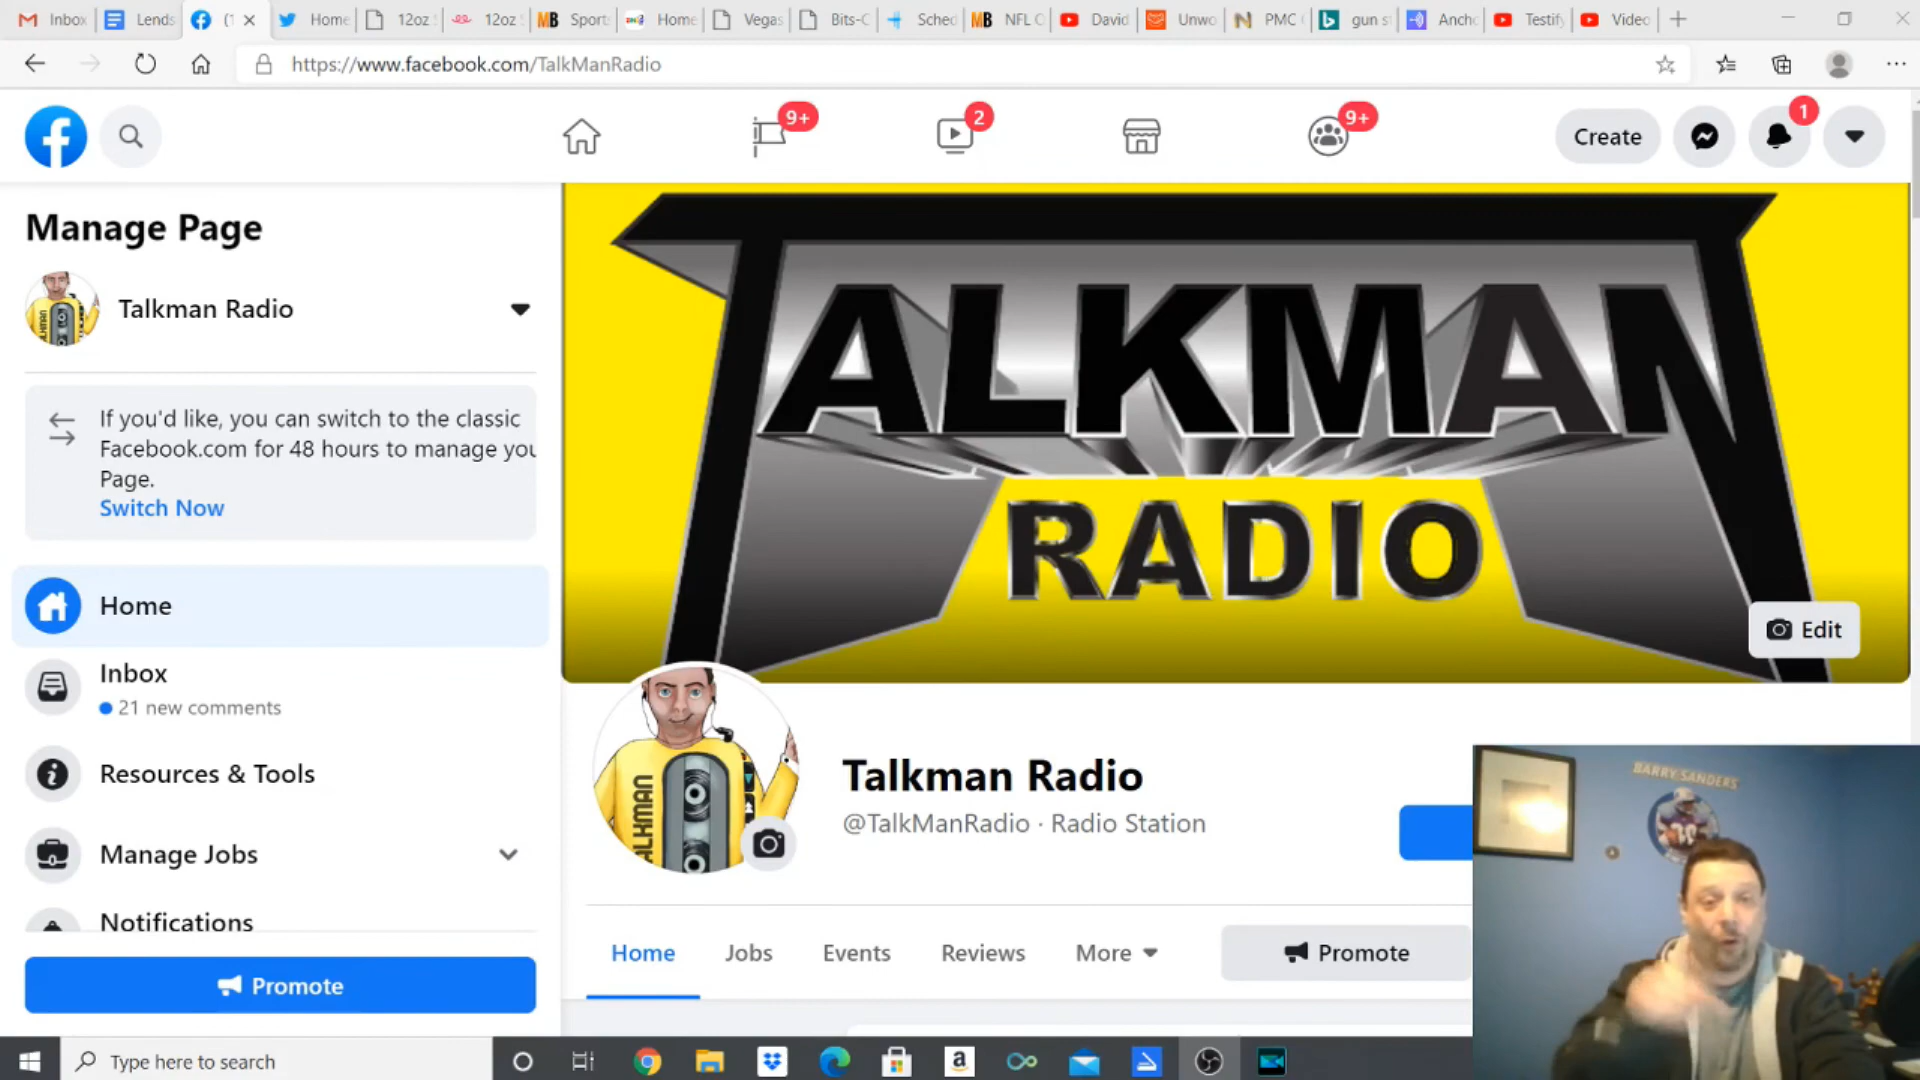 Inbox Lends (1 Home 12oz 12oz Sports Home Vegas Bits-C Sched NFL O David Unwo PMC gun s Ancho Testify Video
https://www.facebook.com/TalkManRadio
9+ 2 9+ Create 1
Manage Page
Talkman Radio
If you'd like, you can switch to the classic
Facebook.com for 48 hours to manage you
Page.
Switch Now
Home
Inbox
21 new comments
Resources & Tools
Manage Jobs
Notifications
Promote
TALKMAN
RADIO
Edit
TALKMAN
Talkman Radio
@TalkManRadio · Radio Station
Home Jobs Events Reviews More Promote
BARRY SANDERS
Type here to search